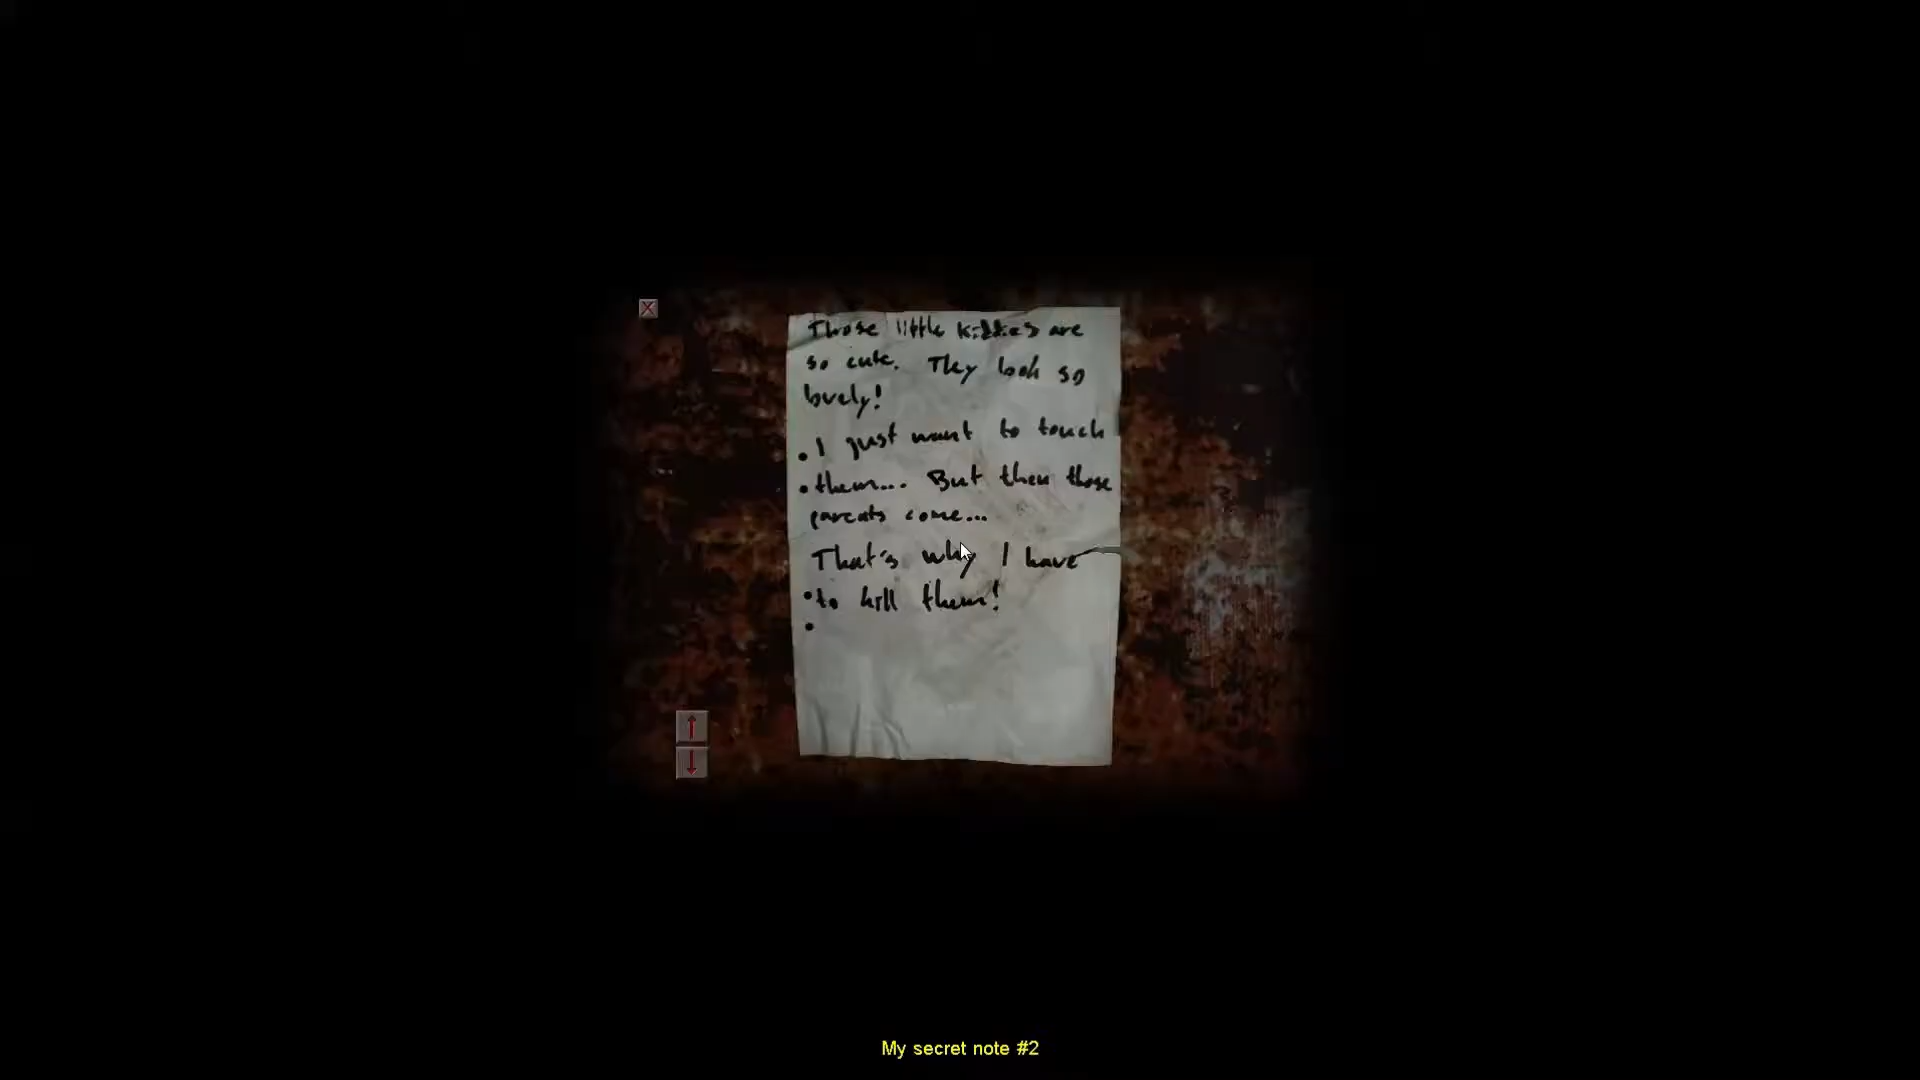 Those little kiddies are
so cute. They look so
lovely!
I just want to touch
them... But then those
parents come...
That's why I have
to kill them!
My secret note #2